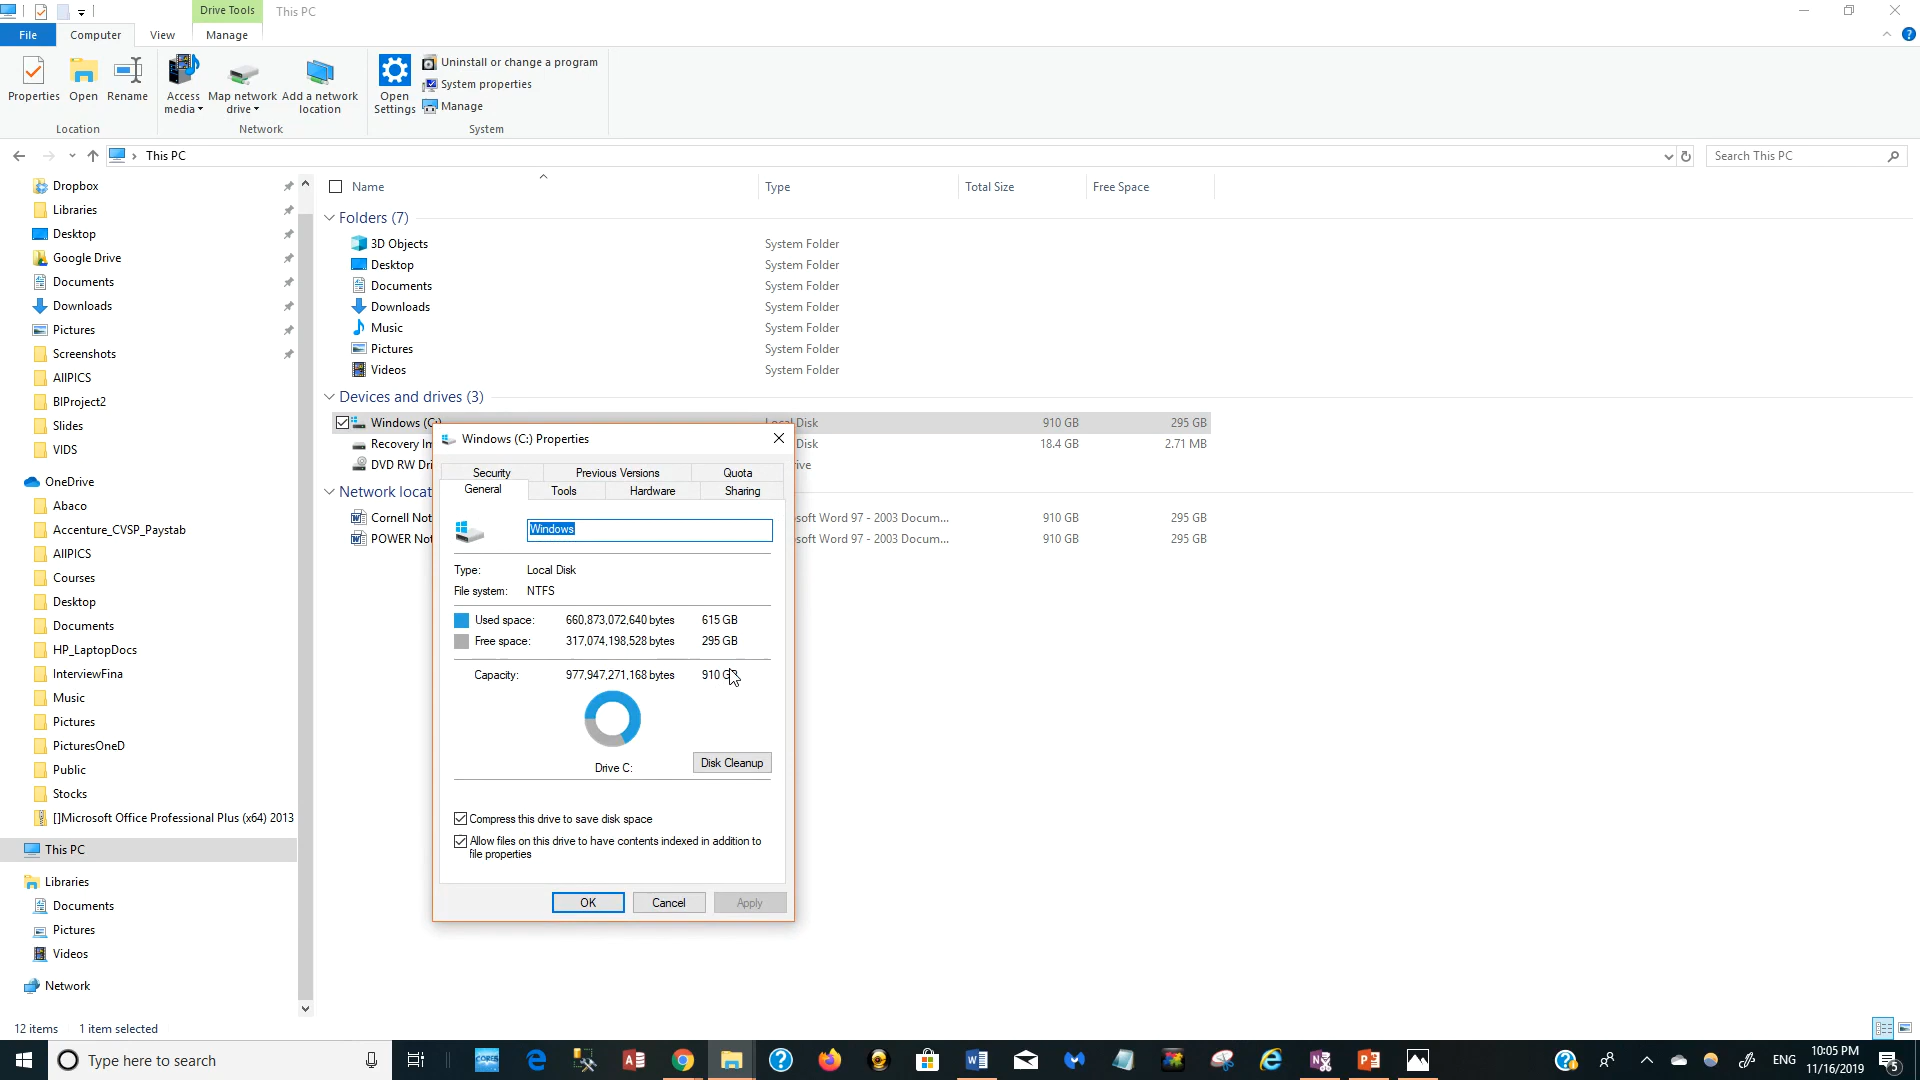 Drive Tools
This PC
File
Computer
View
Manage
Properties
Open
Rename
Access media
Map network drive
Add a network location
Open Settings
Uninstall or change a program
System properties
Manage
Location
Network
System
This PC
Search This PC
Dropbox
Libraries
Desktop
Google Drive
Documents
Downloads
Pictures
Screenshots
AllPICS
BIProject2
Slides
VIDS
OneDrive
Abaco
Accenture_CVSP_Paystab
AllPICS
Courses
Desktop
Documents
HP_LaptopDocs
InterviewFina
Music
Pictures
PicturesOneD
Public
Stocks
[]Microsoft Office Professional Plus (x64) 2013
This PC
Libraries
Documents
Pictures
Videos
Network
Name Type Total Size Free Space
Folders (7)
3D Objects System Folder
Desktop System Folder
Documents System Folder
Downloads System Folder
Music System Folder
Pictures System Folder
Videos System Folder
Devices and drives (3)
Windows (C:) Disk 910 GB 295 GB
Recovery Disk 18.4 GB 2.71 MB
DVD RW
Network
Cornell Word 97 - 2003 Docum... 910 GB 295 GB
POWER Word 97 - 2003 Docum... 910 GB 295 GB
Windows (C:) Properties
Security Previous Versions Quota
General Tools Hardware Sharing
Windows
Type: Local Disk
File system: NTFS
Used space: 660,873,072,640 bytes 615 GB
Free space: 317,074,198,528 bytes 295 GB
Capacity: 977,947,271,168 bytes 910 GB
Drive C:
Disk Cleanup
Compress this drive to save disk space
Allow files on this drive to have contents indexed in addition to
file properties
OK Cancel Apply
12 items 1 item selected
Type here to search
ENG
10:05 PM
11/16/2019
5